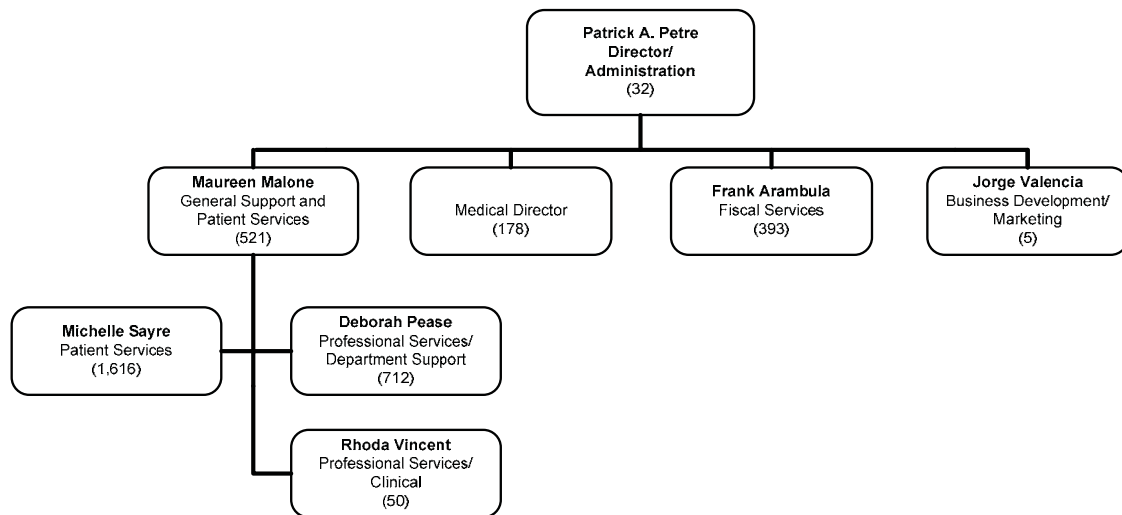 Patrick A. Petre
Director/
Administration
(32)
Maureen Malone
General Support and
Patient Services
(521)
Medical Director
(178)
Frank Arambula
Fiscal Services
(393)
Jorge Valencia
Business Development/
Marketing
(5)
Michelle Sayre
Patient Services
(1,616)
Deborah Pease
Professional Services/
Department Support
(712)
Rhoda Vincent
Professional Services/
Clinical
(50)